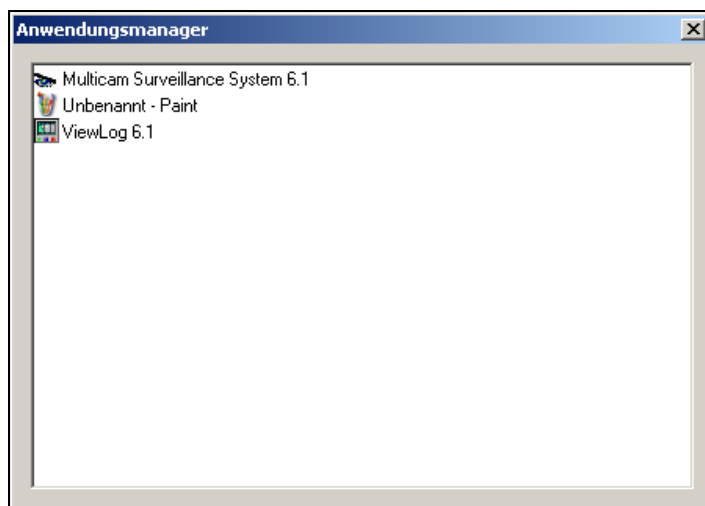 Anwendungsmanager
Multicam Surveillance System 6.1
Unbenannt - Paint
ViewLog 6.1